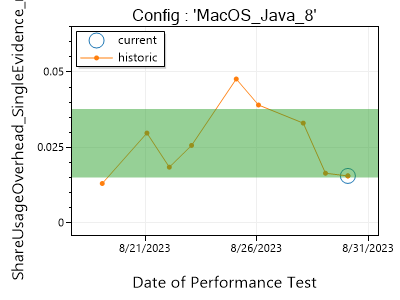 Config : 'MacOS_Java_8'
current
historic
0.05
0.025
0
ShareUsageOverhead_SingleEvidence_
8/21/2023
8/26/2023
8/31/2023
Date of Performance Test